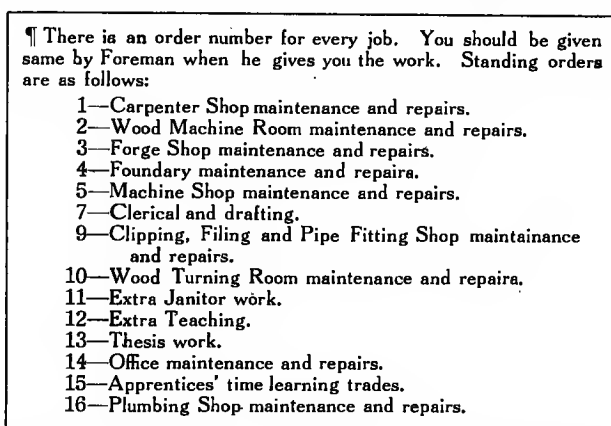 ¶ There is an order number for every job. You should be given
same by Foreman when he gives you the work. Standing orders
are as follows:
1—Carpenter Shop maintenance and repairs.
2—Wood Machine Room maintenance and repairs.
3—Forge Shop maintenance and repairs.
4—Foundary maintenance and repairs.
5—Machine Shop maintenance and repairs.
7—Clerical and drafting.
9—Clipping, Filing and Pipe Fitting Shop maintainance
and repairs.
10—Wood Turning Room maintenance and repairs.
11—Extra Janitor work.
12—Extra Teaching.
13—Thesis work.
14—Office maintenance and repairs.
15—Apprentices' time learning trades.
16—Plumbing Shop maintenance and repairs.